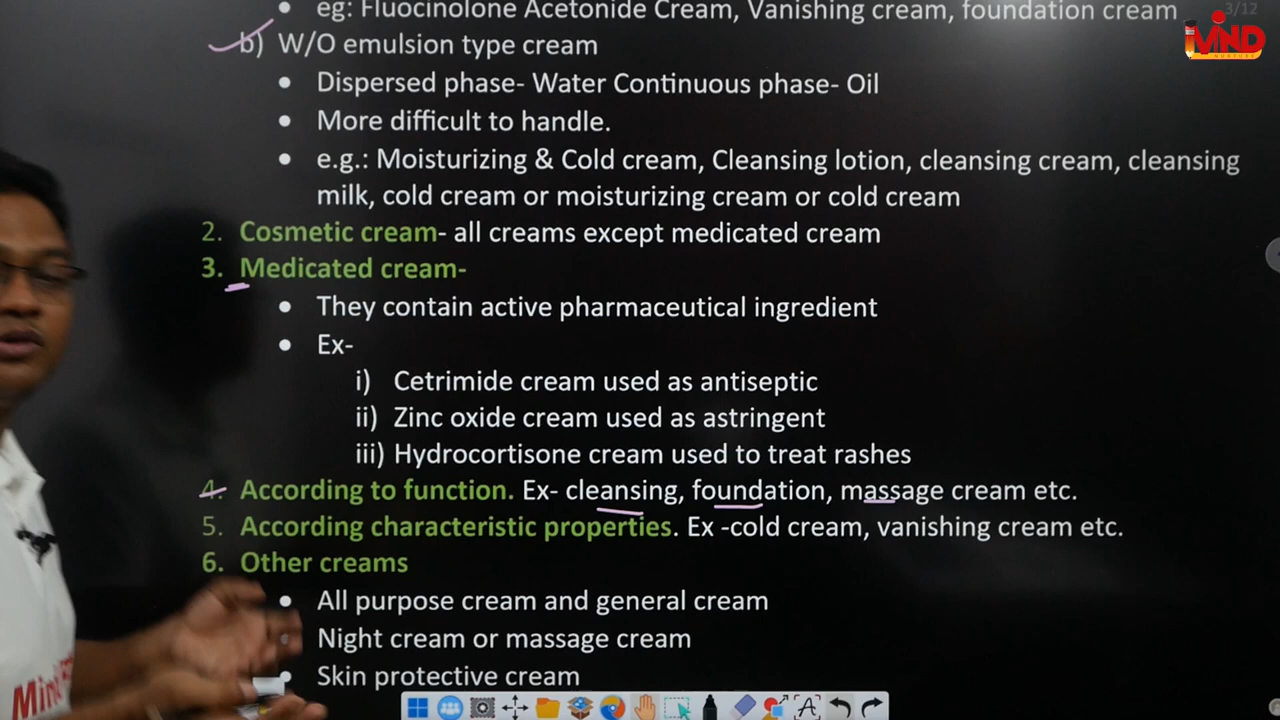 eg: Fluocinolone Acetonide Cream, Vanishing cream, foundation cream
3/12
MIND
b) W/O emulsion type cream
• Dispersed phase- Water Continuous phase- Oil
• More difficult to handle.
• e.g.: Moisturizing & Cold cream, Cleansing lotion, cleansing cream, cleansing
milk, cold cream or moisturizing cream or cold cream
2. Cosmetic cream- all creams except medicated cream
3. Medicated cream-
• They contain active pharmaceutical ingredient
• Ex-
i) Cetrimide cream used as antiseptic
ii) Zinc oxide cream used as astringent
iii) Hydrocortisone cream used to treat rashes
4. According to function. Ex- cleansing, foundation, massage cream etc.
5. According characteristic properties. Ex -cold cream, vanishing cream etc.
6. Other creams
• All purpose cream and general cream
• Night cream or massage cream
• Skin protective cream